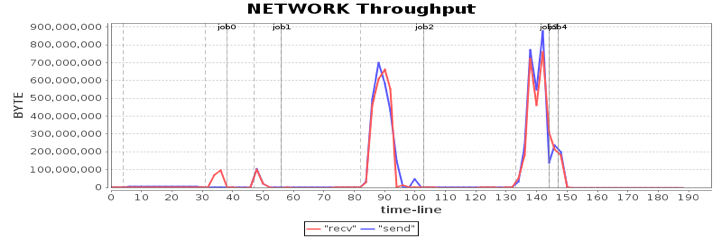 NETWORK Throughput
job0 job1 job2 job4
BYTE
900,000,000
800,000,000
700,000,000
600,000,000
500,000,000
400,000,000
300,000,000
200,000,000
100,000,000
0
0 10 20 30 40 50 60 70 80 90 100 110 120 130 140 150 160 170 180 190
time-line
"recv" "send"